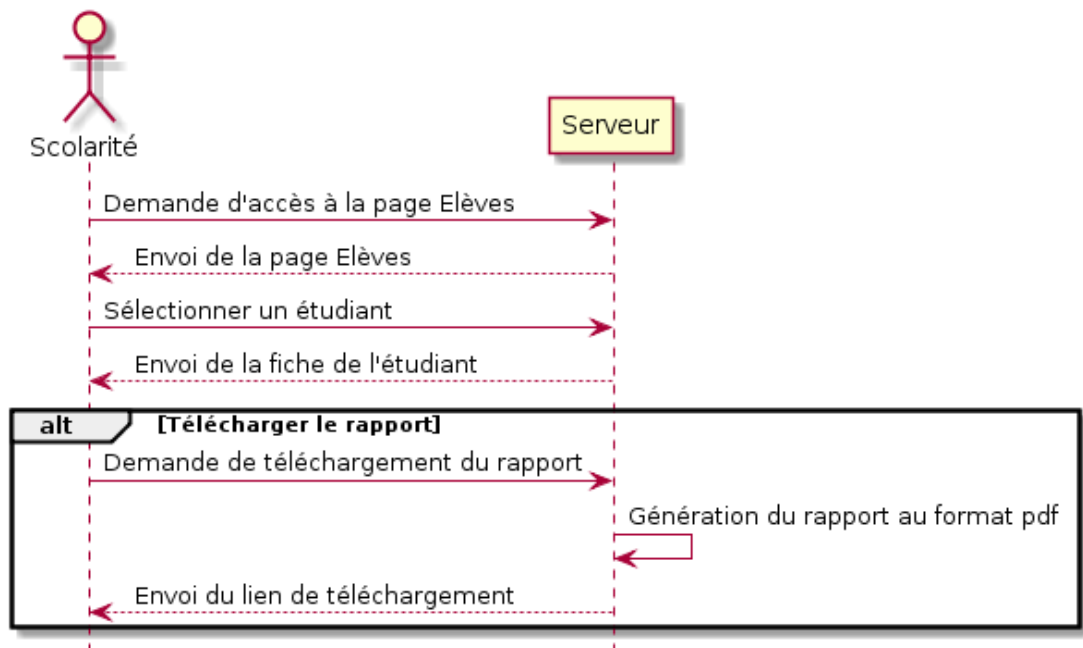 Scolarité
Serveur
Demande d'accès à la page Elèves
Envoi de la page Elèves
Sélectionner un étudiant
Envoi de la fiche de l'étudiant
alt [Télécharger le rapport]
Demande de téléchargement du rapport
Génération du rapport au format pdf
Envoi du lien de téléchargement